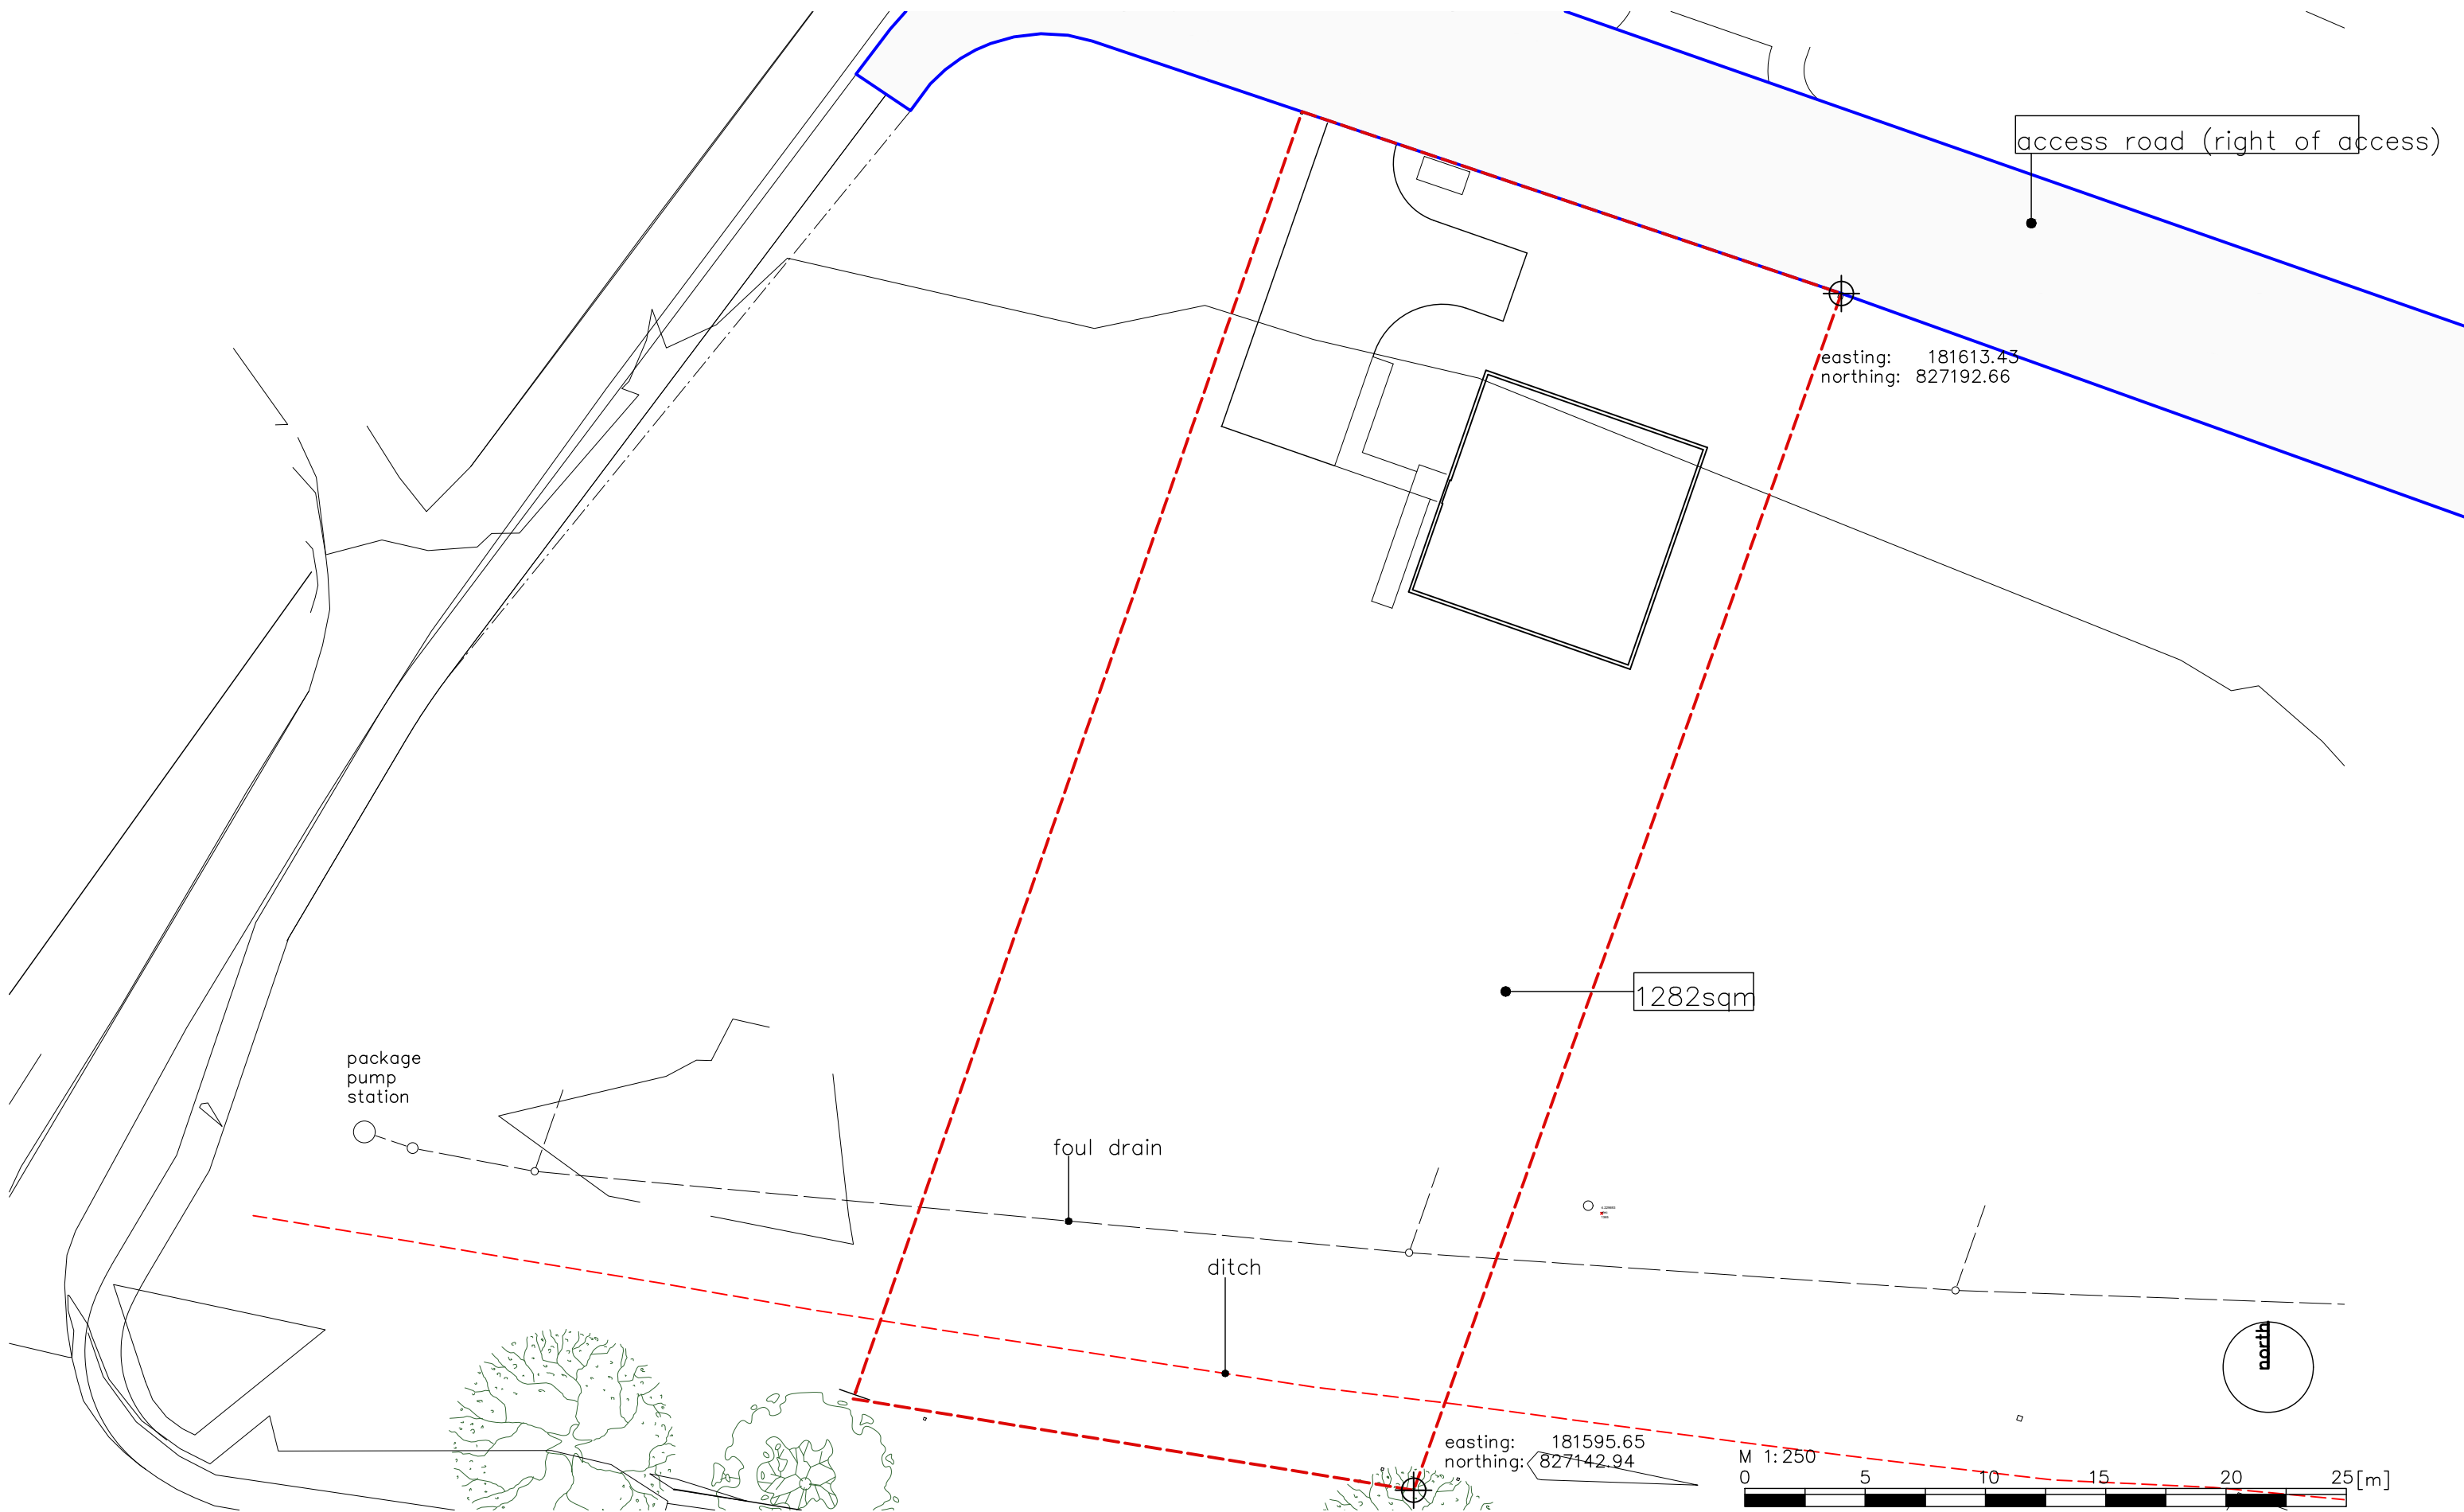 access road (right of access)
easting: 181613.43
northing: 827192.66
1282sqm
package
pump
station
foul drain
ditch
north
easting: 181595.65
northing: 827142.94
M 1:250
0 5 10 15 20 25[m]